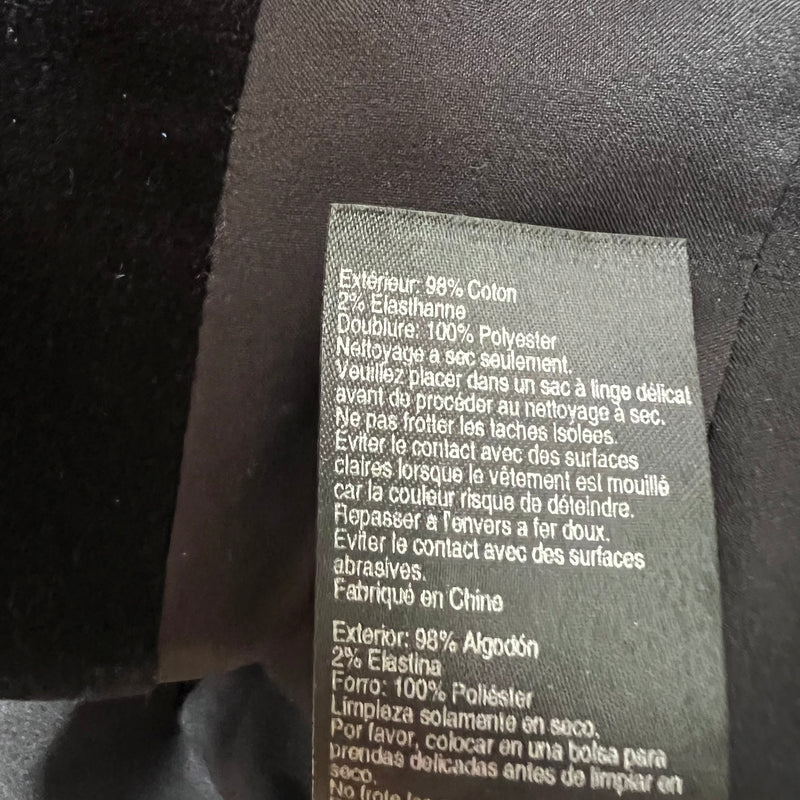 Extérieur: 98% Coton
2% Elasthanne
Doublure: 100% Polyester
Nettoyage a sec seulement.
Veuillez placer dans un sac à linge délicat
avant de procéder au nettoyage à sec.
Ne pas frotter les taches isolées.
Éviter le contact avec des surfaces
claires lorsque le vêtement est mouillé
car la couleur risque de déteindre.
Repasser a l'envers a fer doux.
Eviter le contact avec des surfaces
abrasives.
Fabriqué en Chine
Exterior: 98% Algodón
2% Elastina
Forro: 100% Poliéster
Limpieza solamente en seco.
Por favor, colocar en una bolsa para
prendas delicadas antes de limpiar en
seco.
No frote